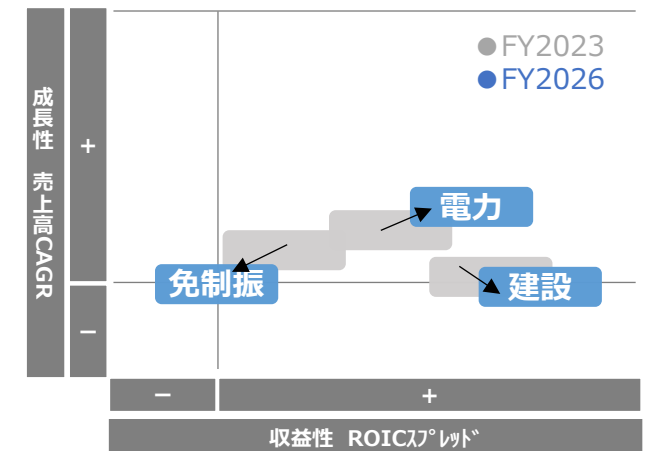 ●FY2023
●FY2026
成長性 売上高CAGR
+
電力
免制振
建設
−
−
+
収益性 ROICｽﾌﾟﾚｯﾄﾞ